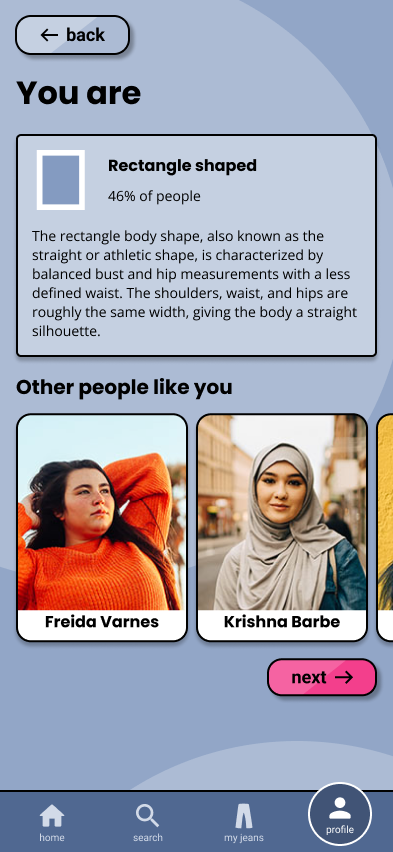 ← back
You are
Rectangle shaped
46% of people
The rectangle body shape, also known as the
straight or athletic shape, is characterized by
balanced bust and hip measurements with a less
defined waist. The shoulders, waist, and hips are
roughly the same width, giving the body a straight
silhouette.
Other people like you
Freida Varnes
Krishna Barbe
next →
home
search
my jeans
profile